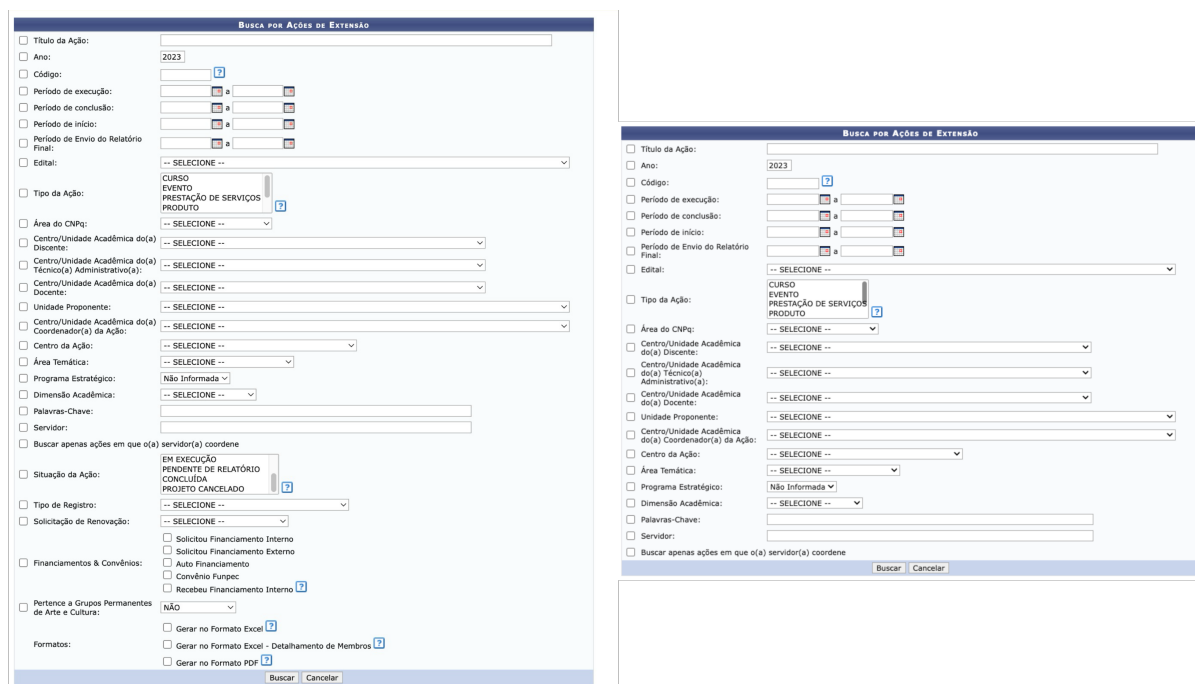 BUSCA POR AÇÕES DE EXTENSÃO
Título da Ação:
Ano: 2023
Código: ?
Período de execução: a
Período de conclusão: a
Período de início: a
Período de Envio do Relatório
Final: a
Edital: -- SELECIONE --
Tipo da Ação:
CURSO
EVENTO
PRESTAÇÃO DE SERVIÇOS
PRODUTO ?
Área do CNPq: -- SELECIONE --
Centro/Unidade Acadêmica do(a)
Discente: -- SELECIONE --
Centro/Unidade Acadêmica do(a)
Técnico(a) Administrativo(a): -- SELECIONE --
Centro/Unidade Acadêmica do(a)
Docente: -- SELECIONE --
Unidade Proponente: -- SELECIONE --
Centro/Unidade Acadêmica do(a)
Coordenador(a) da Ação: -- SELECIONE --
Centro da Ação: -- SELECIONE --
Área Temática: -- SELECIONE --
Programa Estratégico: Não Informada
Dimensão Acadêmica: -- SELECIONE --
Palavras-Chave:
Servidor:
Buscar apenas ações em que o(a) servidor(a) coordene
Situação da Ação:
EM EXECUÇÃO
PENDENTE DE RELATÓRIO
CONCLUÍDA
PROJETO CANCELADO ?
Tipo de Registro: -- SELECIONE --
Solicitação de Renovação: -- SELECIONE --
Financiamentos & Convênios:
Solicitou Financiamento Interno
Solicitou Financiamento Externo
Auto Financiamento
Convênio Funpec
Recebeu Financiamento Interno ?
Pertence a Grupos Permanentes
de Arte e Cultura: NÃO
Formatos:
Gerar no Formato Excel ?
Gerar no Formato Excel - Detalhamento de Membros ?
Gerar no Formato PDF ?
Buscar Cancelar
BUSCA POR AÇÕES DE EXTENSÃO
Título da Ação:
Ano: 2023
Código: ?
Período de execução: a
Período de conclusão: a
Período de início: a
Período de Envio do Relatório
Final: a
Edital: -- SELECIONE --
Tipo da Ação:
CURSO
EVENTO
PRESTAÇÃO DE SERVIÇOS
PRODUTO ?
Área do CNPq: -- SELECIONE --
Centro/Unidade Acadêmica
do(a) Discente: -- SELECIONE --
Centro/Unidade Acadêmica
do(a) Técnico(a)
Administrativo(a): -- SELECIONE --
Centro/Unidade Acadêmica
do(a) Docente: -- SELECIONE --
Unidade Proponente: -- SELECIONE --
Centro/Unidade Acadêmica
do(a) Coordenador(a) da Ação: -- SELECIONE --
Centro da Ação: -- SELECIONE --
Área Temática: -- SELECIONE --
Programa Estratégico: Não Informada
Dimensão Acadêmica: -- SELECIONE --
Palavras-Chave:
Servidor:
Buscar apenas ações em que o(a) servidor(a) coordene
Buscar Cancelar